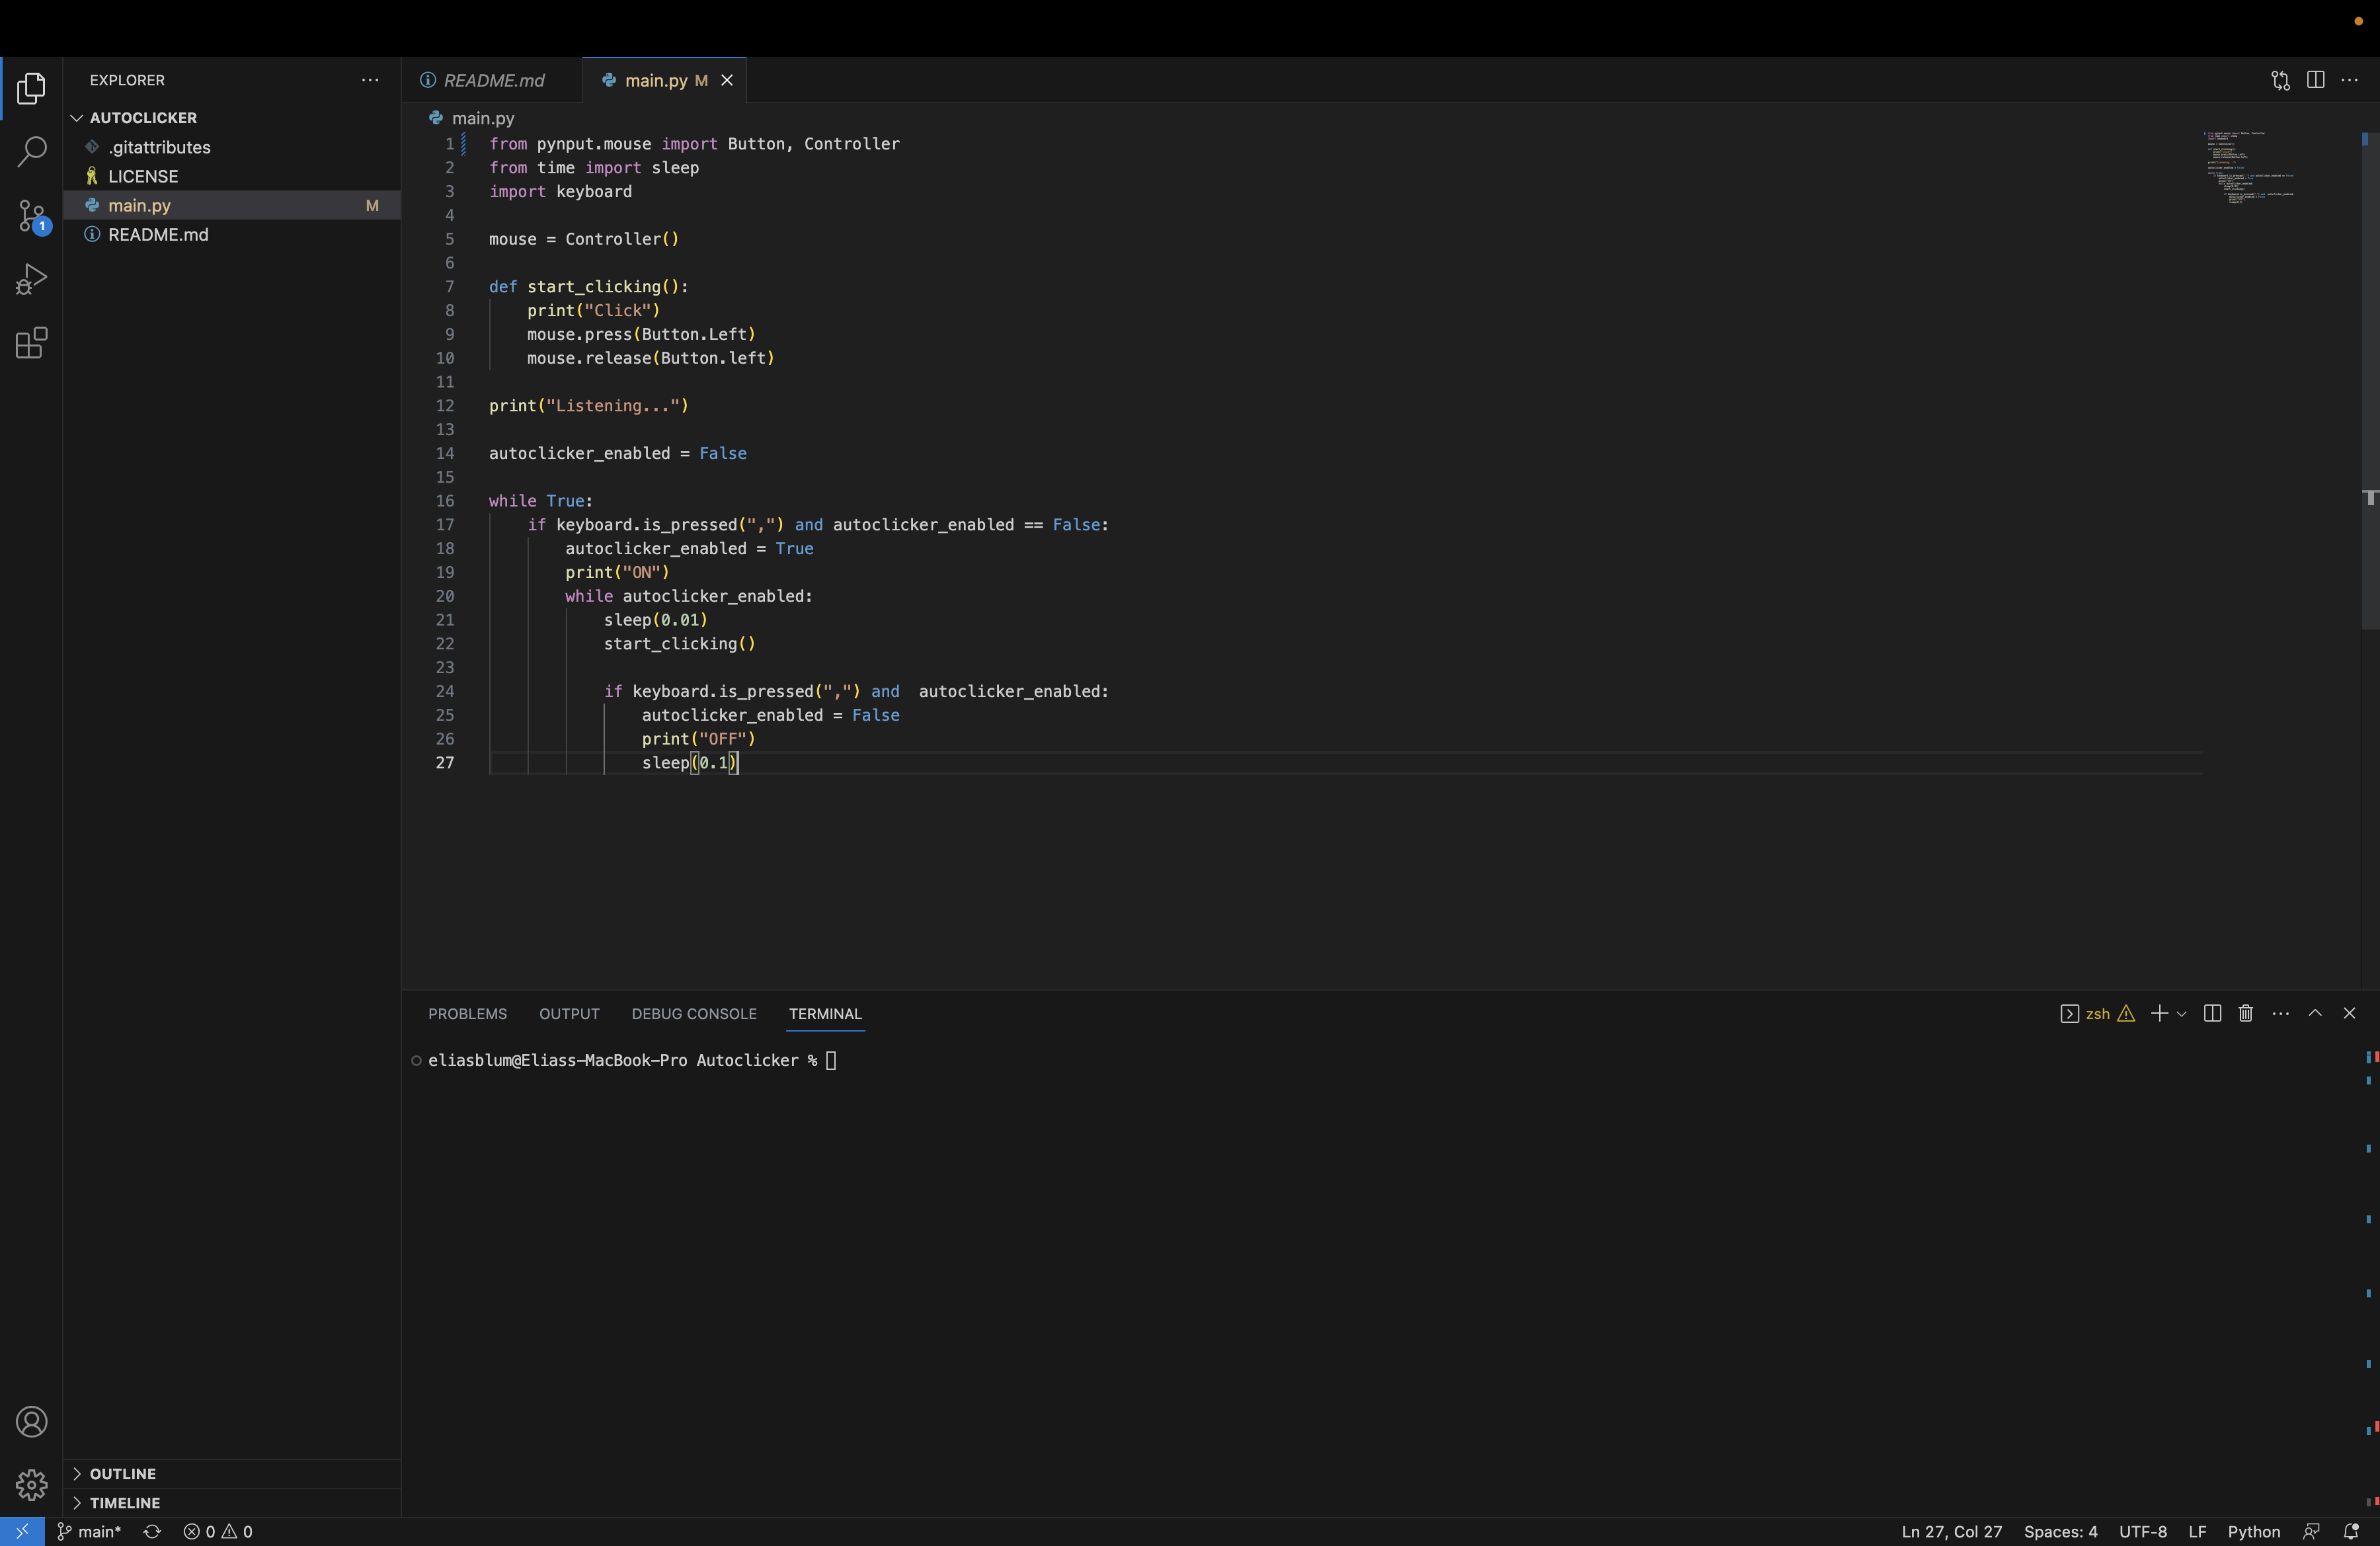 EXPLORER
AUTOCLICKER
.gitattributes
LICENSE
main.py M
README.md
OUTLINE
TIMELINE
1
README.md
main.py M
main.py
1 from pynput.mouse import Button, Controller
2 from time import sleep
3 import keyboard
4
5 mouse = Controller()
6
7 def start_clicking():
8     print("Click")
9     mouse.press(Button.Left)
10     mouse.release(Button.left)
11
12 print("Listening...")
13
14 autoclicker_enabled = False
15
16 while True:
17     if keyboard.is_pressed(",") and autoclicker_enabled == False:
18         autoclicker_enabled = True
19         print("ON")
20         while autoclicker_enabled:
21             sleep(0.01)
22             start_clicking()
23
24             if keyboard.is_pressed(",") and  autoclicker_enabled:
25                 autoclicker_enabled = False
26                 print("OFF")
27                 sleep(0.1)
PROBLEMS OUTPUT DEBUG CONSOLE TERMINAL
zsh
eliasblum@Eliass-MacBook-Pro Autoclicker %
main* 0 0
Ln 27, Col 27 Spaces: 4 UTF-8 LF Python